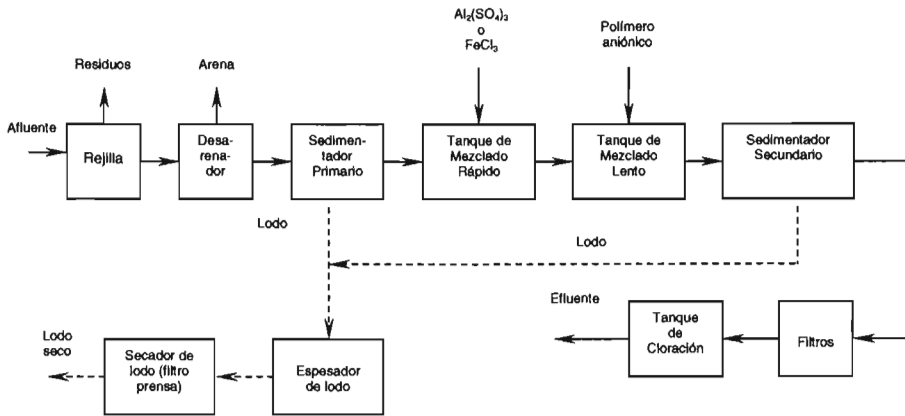 Al₂(SO₄)₃
o
FeCl₃
Polímero
aniónico
Residuos
Arena
Afluente
Rejilla
Desa-
rena-
dor
Sedimen-
tador
Primario
Tanque de
Mezclado
Rápido
Tanque de
Mezclado
Lento
Sedimentador
Secundario
Lodo
Lodo
Efluente
Tanque
de
Cloración
Filtros
Lodo
seco
Secador de
lodo (filtro
prensa)
Espesador
de lodo